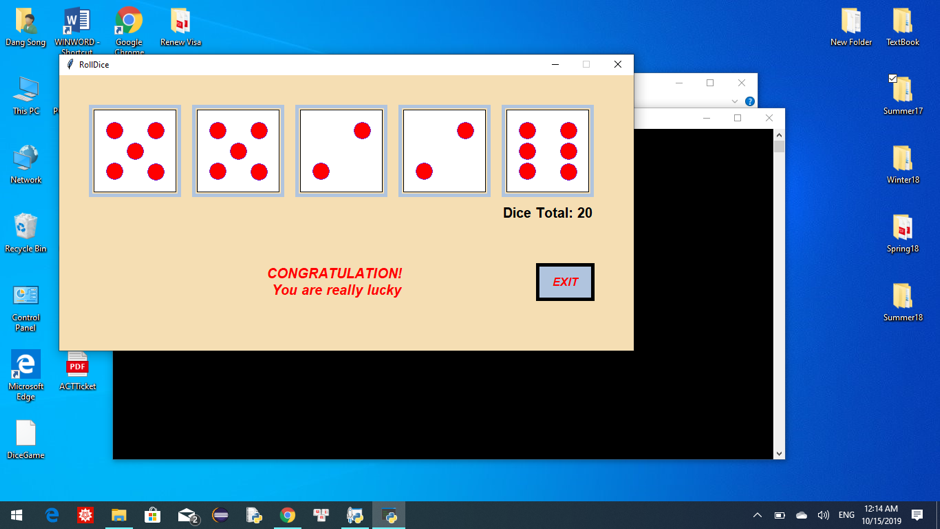 Dang Song
WINWORD -
Shortcut
Google
Chrome
Renew Visa
New Folder
TextBook
RollDice
This PC
Summer17
Network
Winter18
Dice Total: 20
Recycle Bin
Spring18
CONGRATULATION!
You are really lucky
EXIT
Control
Panel
Summer18
Microsoft
Edge
PDF
ACTTicket
DiceGame
2
ENG
12:14 AM
10/15/2019